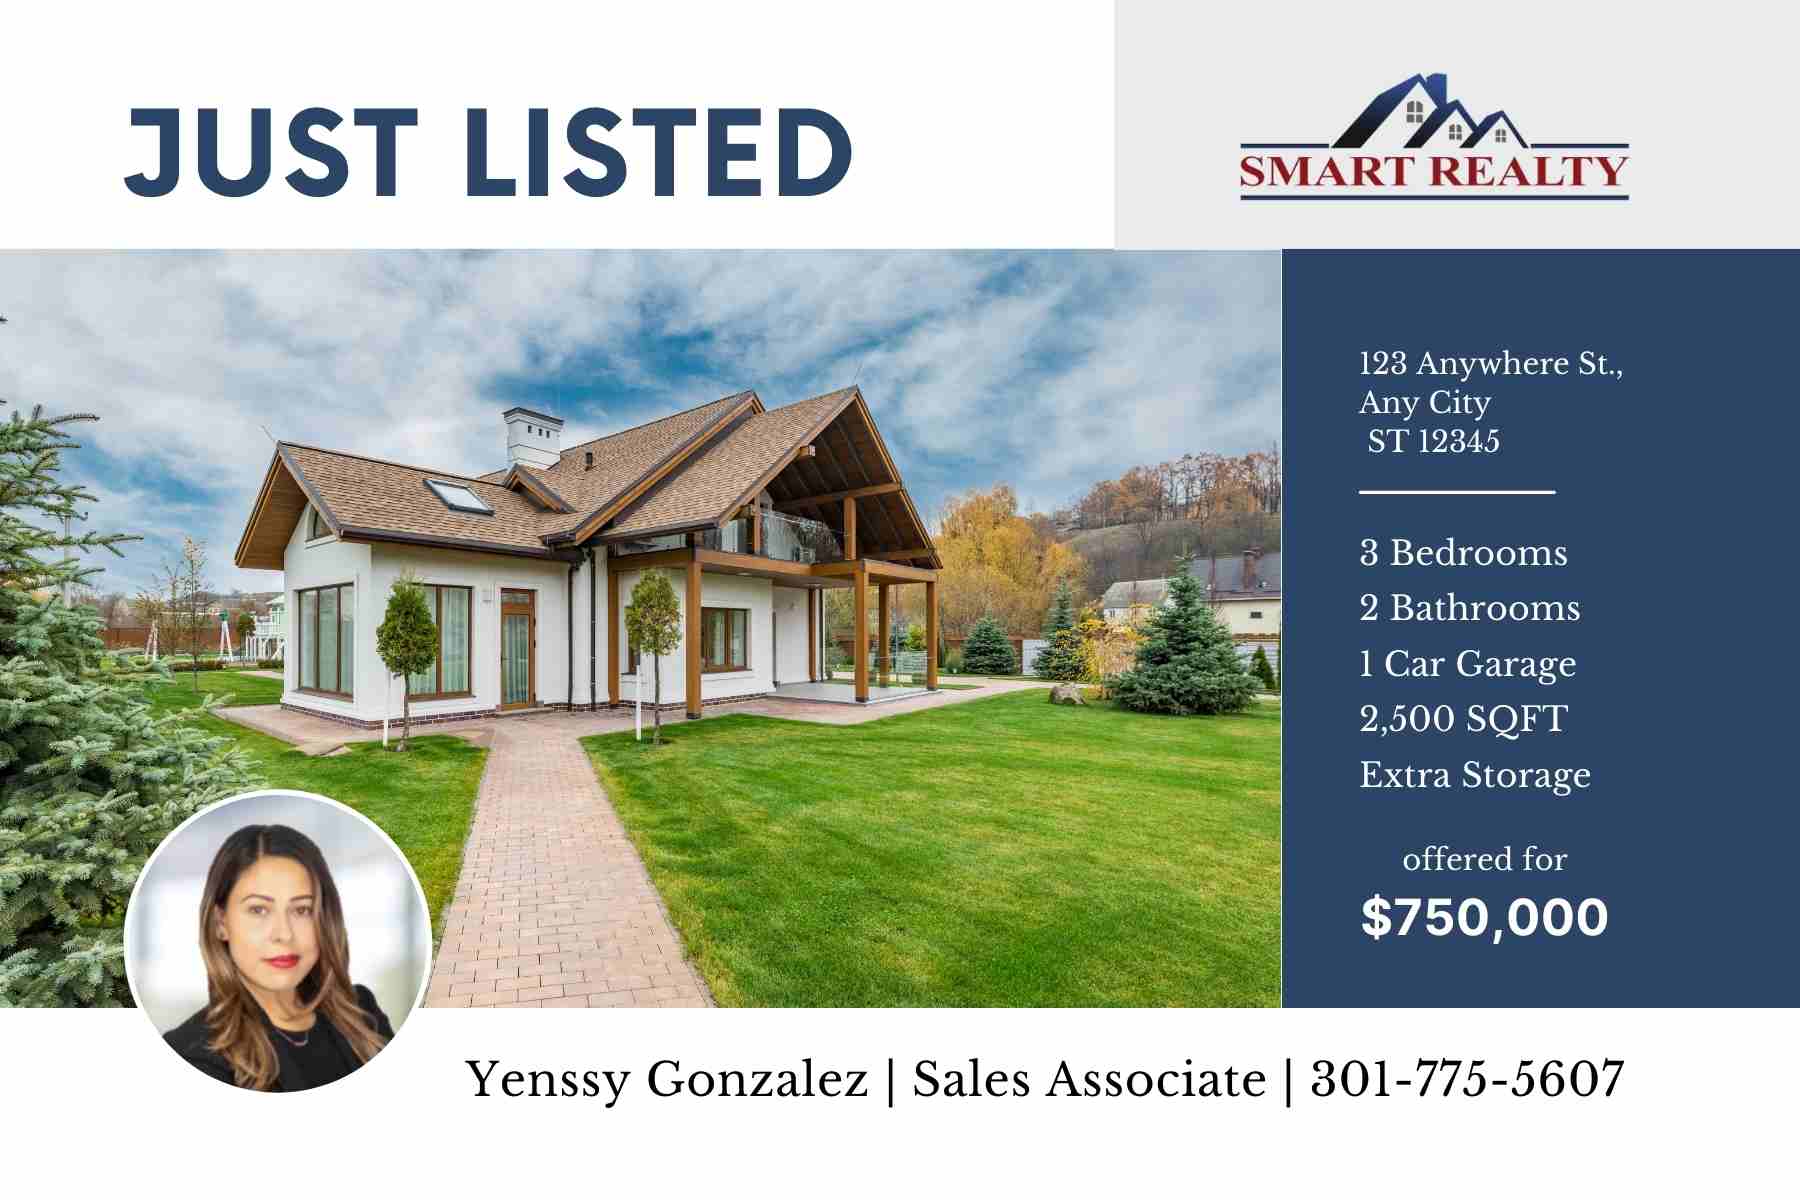 JUST LISTED
SMART REALTY
123 Anywhere St.,
Any City
ST 12345
3 Bedrooms
2 Bathrooms
1 Car Garage
2,500 SQFT
Extra Storage
offered for
$750,000
Yenssy Gonzalez | Sales Associate | 301-775-5607